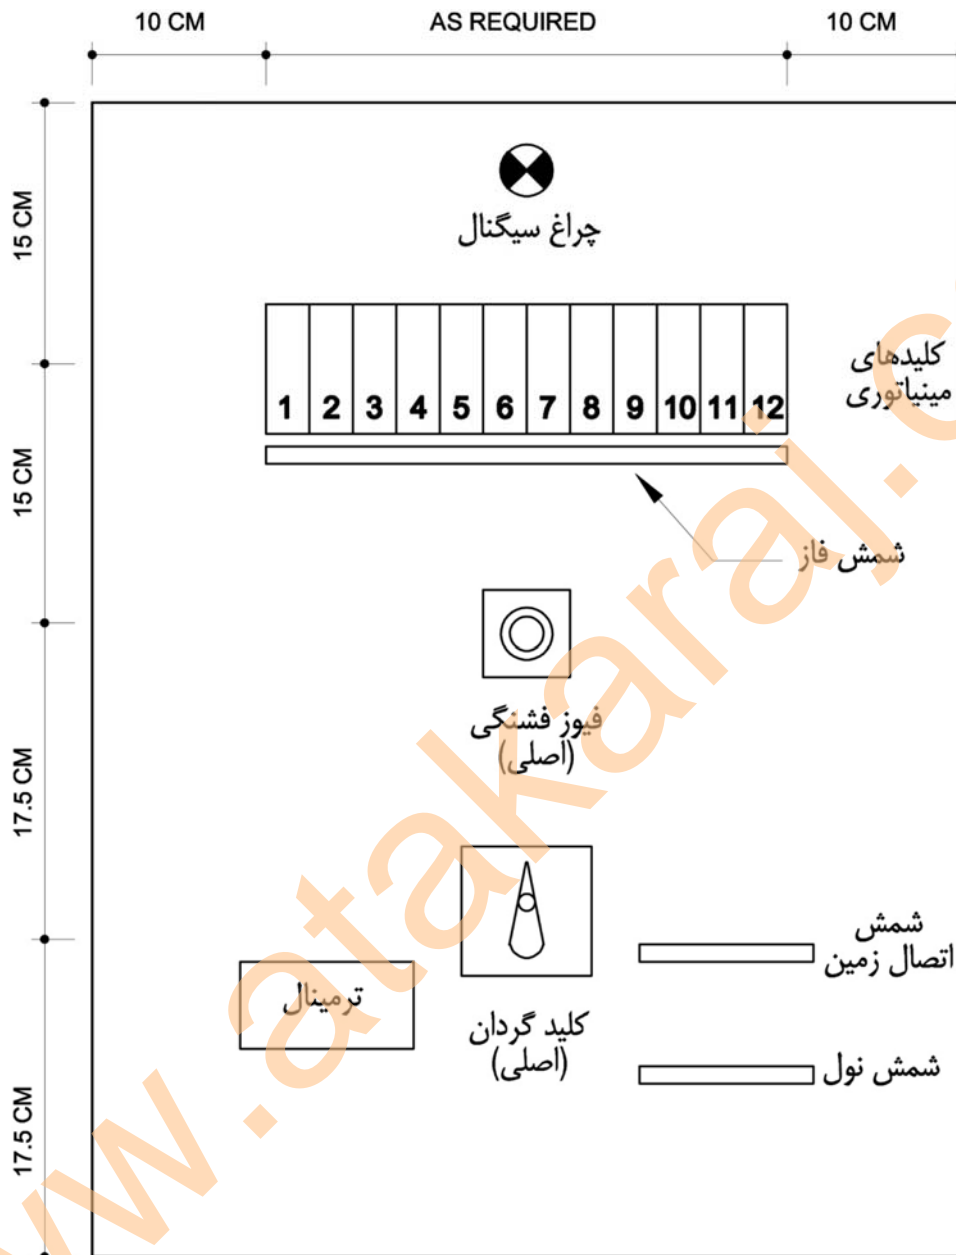 10 CM
AS REQUIRED
10 CM
15 CM
چراغ سیگنال
کلیدهای
مینیاتوری
1 2 3 4 5 6 7 8 9 10 11 12
15 CM
شمش فاز
فیوز فشنگی
(اصلی)
17.5 CM
شمش
اتصال زمین
ترمینال
کلید گردان
(اصلی)
شمش نول
17.5 CM
www.atakaraj.c